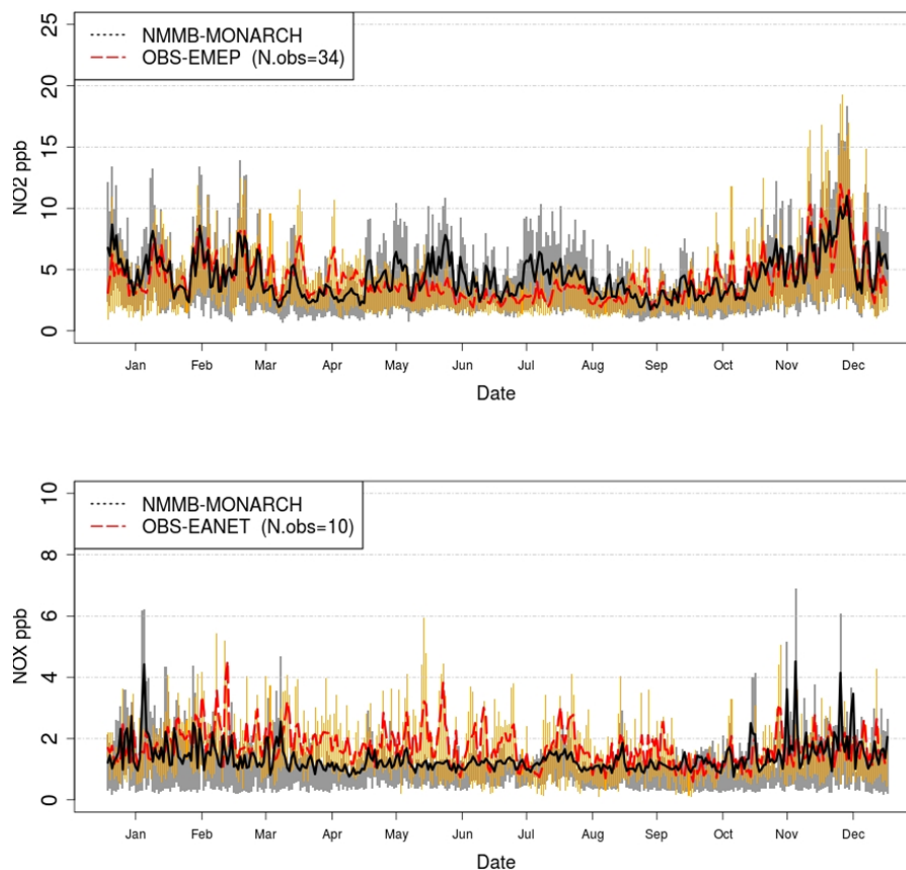 NMMB-MONARCH
OBS-EMEP (N.obs=34)
NO2 ppb
25
20
15
10
5
0
Jan Feb Mar Apr May Jun Jul Aug Sep Oct Nov Dec
Date
NMMB-MONARCH
OBS-EANET (N.obs=10)
NOX ppb
10
8
6
4
2
0
Jan Feb Mar Apr May Jun Jul Aug Sep Oct Nov Dec
Date